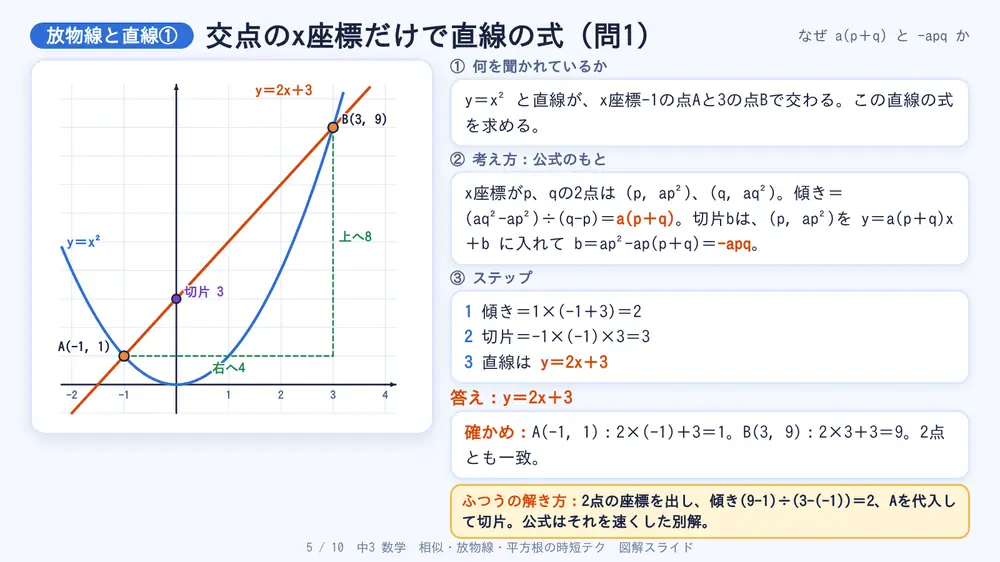 放物線と直線①
交点のx座標だけで直線の式（問1）
なぜ a(p＋q) と -apq か
y＝2x＋3
B(3, 9)
y＝x²
上へ8
切片 3
A(-1, 1)
右へ4
-2 -1 1 2 3 4
① 何を聞かれているか
y＝x² と直線が、x座標-1の点Aと3の点Bで交わる。この直線の式
を求める。
② 考え方：公式のもと
x座標がp、qの2点は (p, ap²)、(q, aq²)。傾き＝
(aq²-ap²)÷(q-p)＝a(p＋q)。切片bは、(p, ap²)を y＝a(p＋q)x
＋b に入れて b＝ap²-ap(p＋q)＝-apq。
③ ステップ
1 傾き＝1×(-1＋3)＝2
2 切片＝-1×(-1)×3＝3
3 直線は y＝2x＋3
答え：y＝2x＋3
確かめ：A(-1, 1)：2×(-1)＋3＝1。B(3, 9)：2×3＋3＝9。2点
とも一致。
ふつうの解き方：2点の座標を出し、傾き(9-1)÷(3-(-1))＝2、Aを代入し
て切片。公式はそれを速くした別解。
5 / 10 中3 数学 相似・放物線・平方根の時短テク 図解スライド